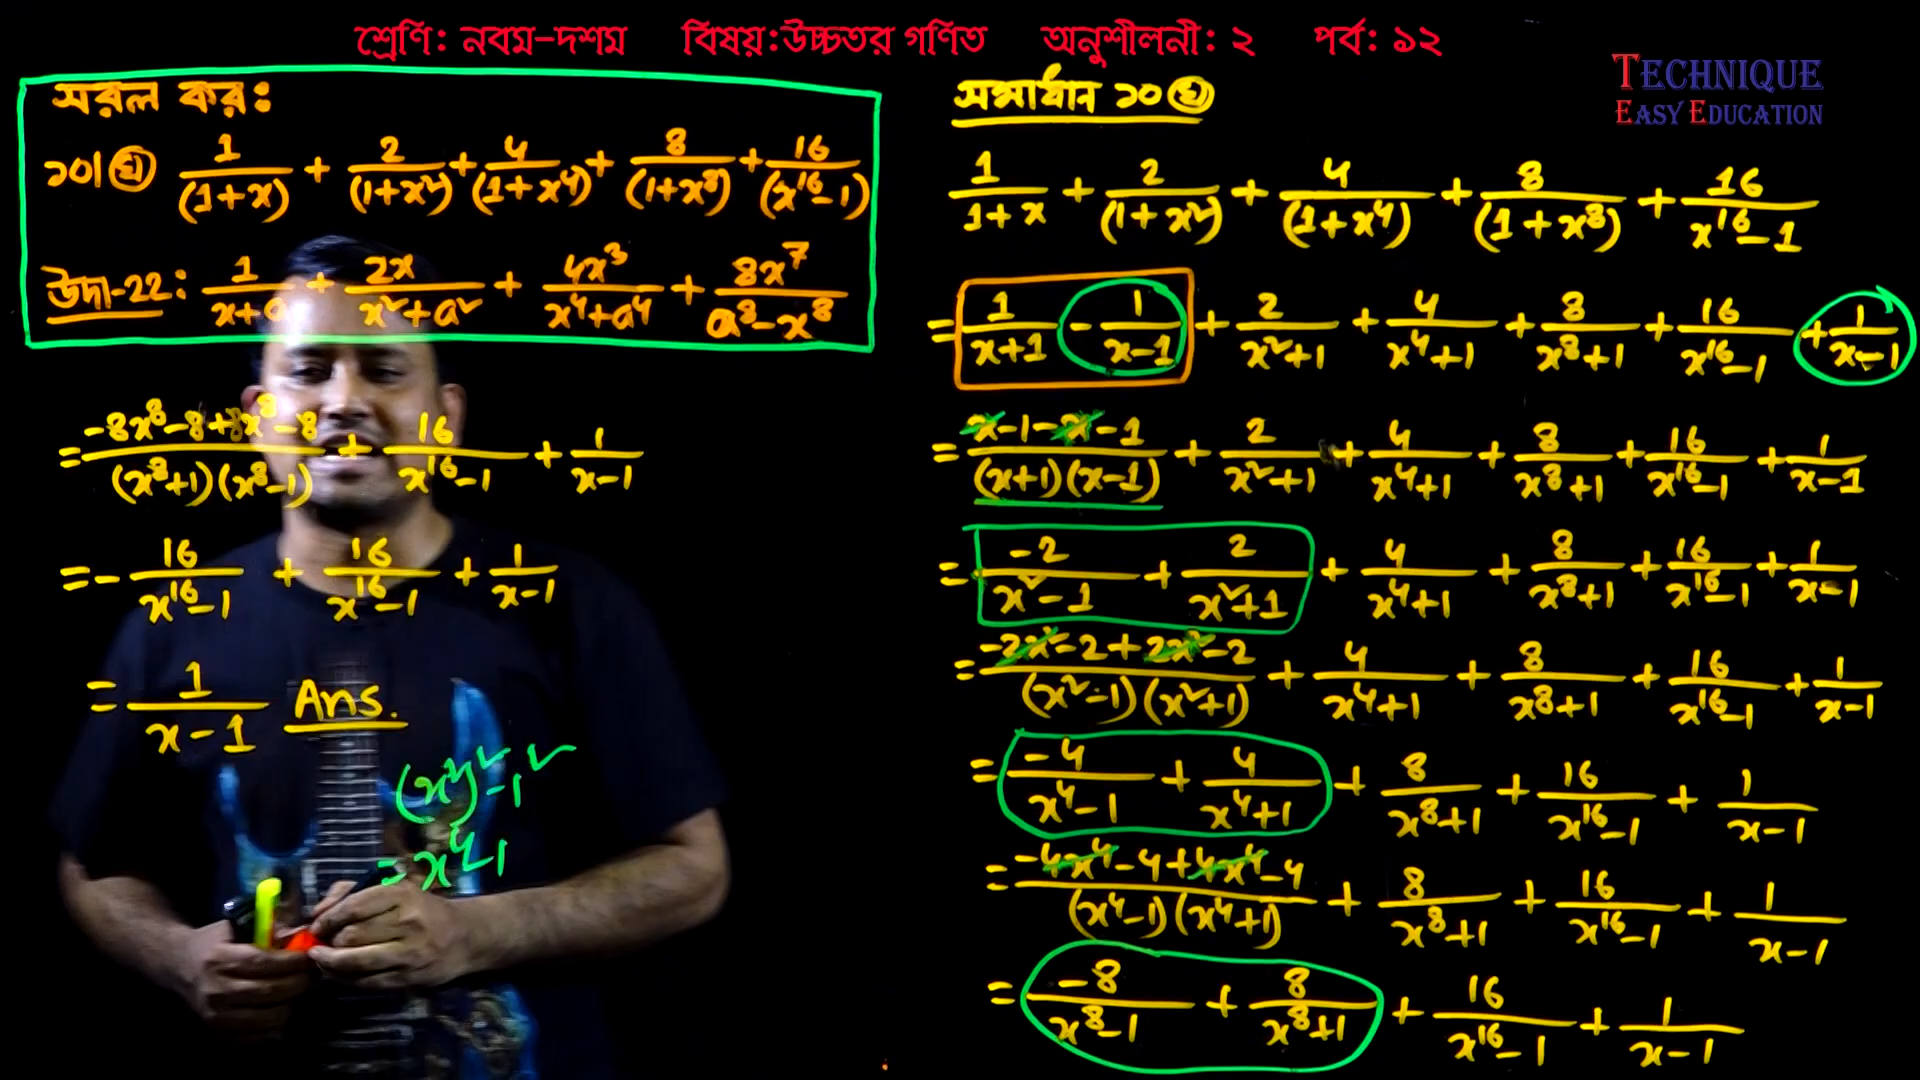 শ্রেণি: নবম-দশম বিষয়:উচ্চতর গণিত অনুশীলনী: ২ পর্ব: ১২
TECHNIQUE
EASY EDUCATION
সরল কর:
১০। (ঘ) 1/(1+x) + 2/(1+x²) + 4/(1+x⁴) + 8/(1+x⁸) + 16/(x¹⁶-1)
উদা-22: 1/(x+a) + 2x/(x²+a²) + 4x³/(x⁴+a⁴) + 8x⁷/(a⁸-x⁸)
সমাধান ১০ (ঘ)
1/(1+x) + 2/(1+x²) + 4/(1+x⁴) + 8/(1+x⁸) + 16/(x¹⁶-1)
= 1/(x+1) - 1/(x-1) + 2/(x²+1) + 4/(x⁴+1) + 8/(x⁸+1) + 16/(x¹⁶-1) + 1/(x-1)
= (x-1-x-1)/((x+1)(x-1)) + 2/(x²+1) + 4/(x⁴+1) + 8/(x⁸+1) + 16/(x¹⁶-1) + 1/(x-1)
= -2/(x²-1) + 2/(x²+1) + 4/(x⁴+1) + 8/(x⁸+1) + 16/(x¹⁶-1) + 1/(x-1)
= (-2x²-2+2x²-2)/((x²-1)(x²+1)) + 4/(x⁴+1) + 8/(x⁸+1) + 16/(x¹⁶-1) + 1/(x-1)
= -4/(x⁴-1) + 4/(x⁴+1) + 8/(x⁸+1) + 16/(x¹⁶-1) + 1/(x-1)
= (-4x⁴-4+4x⁴-4)/((x⁴-1)(x⁴+1)) + 8/(x⁸+1) + 16/(x¹⁶-1) + 1/(x-1)
= -8/(x⁸-1) + 8/(x⁸+1) + 16/(x¹⁶-1) + 1/(x-1)
= (-8x⁸-8+8x⁸-8)/((x⁸+1)(x⁸-1)) + 16/(x¹⁶-1) + 1/(x-1)
= - 16/(x¹⁶-1) + 16/(x¹⁶-1) + 1/(x-1)
= 1/(x-1) Ans.
(x²)²-1²
= x⁴-1